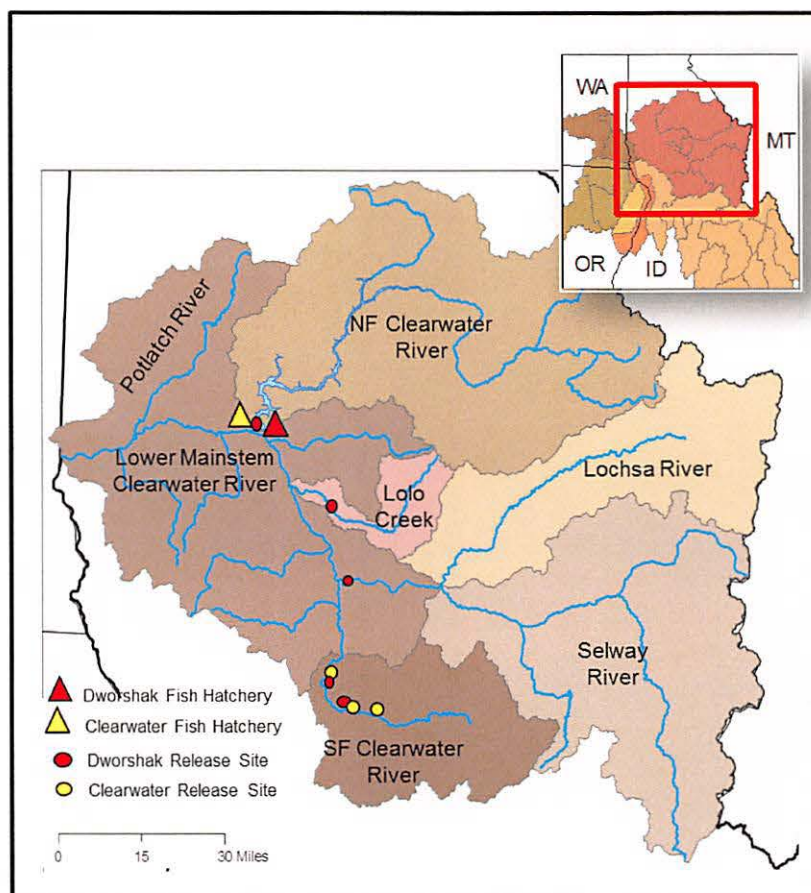 WA
MT
OR
ID
Potlatch River
NF Clearwater
River
Lower Mainstem
Clearwater River
Lolo
Creek
Lochsa River
Selway
River
SF Clearwater
River
Dworshak Fish Hatchery
Clearwater Fish Hatchery
Dworshak Release Site
Clearwater Release Site
0 15 30 Miles